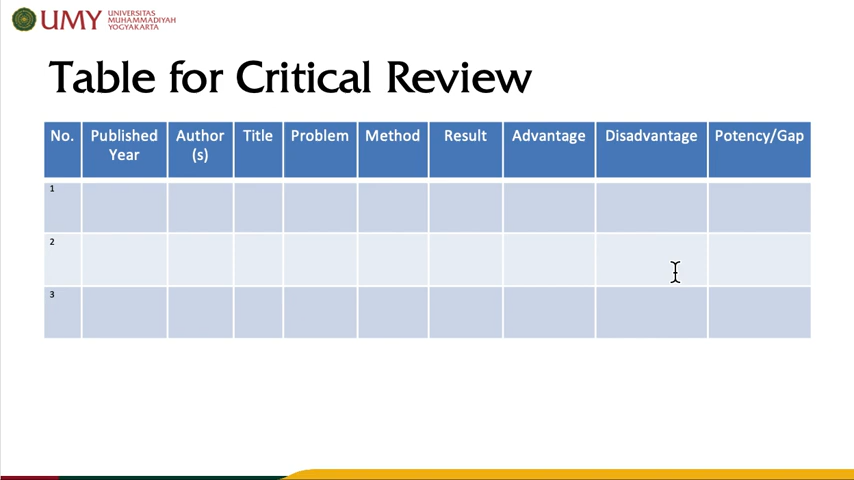 UMY
UNIVERSITAS
MUHAMMADIYAH
YOGYAKARTA
Table for Critical Review
No. Published Year Author (s) Title Problem Method Result Advantage Disadvantage Potency/Gap
1
2
3